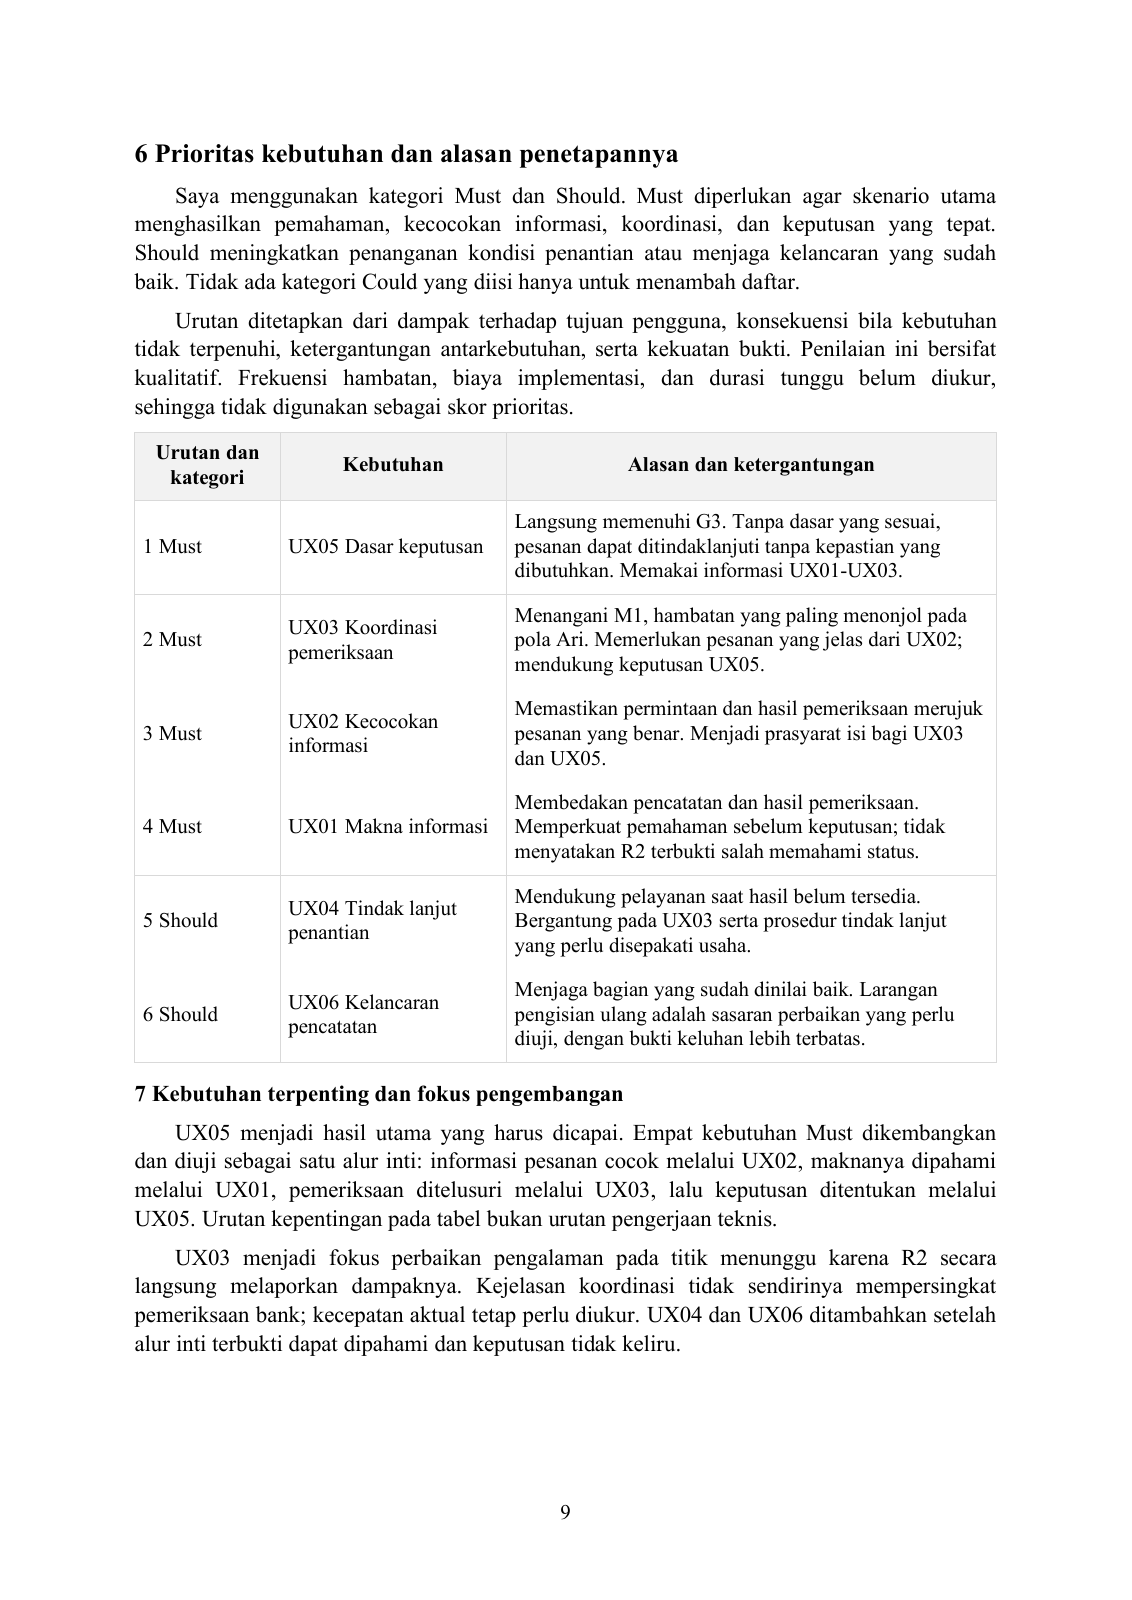 6 Prioritas kebutuhan dan alasan penetapannya
Saya menggunakan kategori Must dan Should. Must diperlukan agar skenario utama
menghasilkan pemahaman, kecocokan informasi, koordinasi, dan keputusan yang tepat.
Should meningkatkan penanganan kondisi penantian atau menjaga kelancaran yang sudah
baik. Tidak ada kategori Could yang diisi hanya untuk menambah daftar.
Urutan ditetapkan dari dampak terhadap tujuan pengguna, konsekuensi bila kebutuhan
tidak terpenuhi, ketergantungan antarkebutuhan, serta kekuatan bukti. Penilaian ini bersifat
kualitatif. Frekuensi hambatan, biaya implementasi, dan durasi tunggu belum diukur,
sehingga tidak digunakan sebagai skor prioritas.
Urutan dan
kategori
Kebutuhan
Alasan dan ketergantungan
1 Must
UX05 Dasar keputusan
Langsung memenuhi G3. Tanpa dasar yang sesuai,
pesanan dapat ditindaklanjuti tanpa kepastian yang
dibutuhkan. Memakai informasi UX01-UX03.
2 Must
UX03 Koordinasi
pemeriksaan
Menangani M1, hambatan yang paling menonjol pada
pola Ari. Memerlukan pesanan yang jelas dari UX02;
mendukung keputusan UX05.
3 Must
UX02 Kecocokan
informasi
Memastikan permintaan dan hasil pemeriksaan merujuk
pesanan yang benar. Menjadi prasyarat isi bagi UX03
dan UX05.
4 Must
UX01 Makna informasi
Membedakan pencatatan dan hasil pemeriksaan.
Memperkuat pemahaman sebelum keputusan; tidak
menyatakan R2 terbukti salah memahami status.
5 Should
UX04 Tindak lanjut
penantian
Mendukung pelayanan saat hasil belum tersedia.
Bergantung pada UX03 serta prosedur tindak lanjut
yang perlu disepakati usaha.
6 Should
UX06 Kelancaran
pencatatan
Menjaga bagian yang sudah dinilai baik. Larangan
pengisian ulang adalah sasaran perbaikan yang perlu
diuji, dengan bukti keluhan lebih terbatas.
7 Kebutuhan terpenting dan fokus pengembangan
UX05 menjadi hasil utama yang harus dicapai. Empat kebutuhan Must dikembangkan
dan diuji sebagai satu alur inti: informasi pesanan cocok melalui UX02, maknanya dipahami
melalui UX01, pemeriksaan ditelusuri melalui UX03, lalu keputusan ditentukan melalui
UX05. Urutan kepentingan pada tabel bukan urutan pengerjaan teknis.
UX03 menjadi fokus perbaikan pengalaman pada titik menunggu karena R2 secara
langsung melaporkan dampaknya. Kejelasan koordinasi tidak sendirinya mempersingkat
pemeriksaan bank; kecepatan aktual tetap perlu diukur. UX04 dan UX06 ditambahkan setelah
alur inti terbukti dapat dipahami dan keputusan tidak keliru.
9